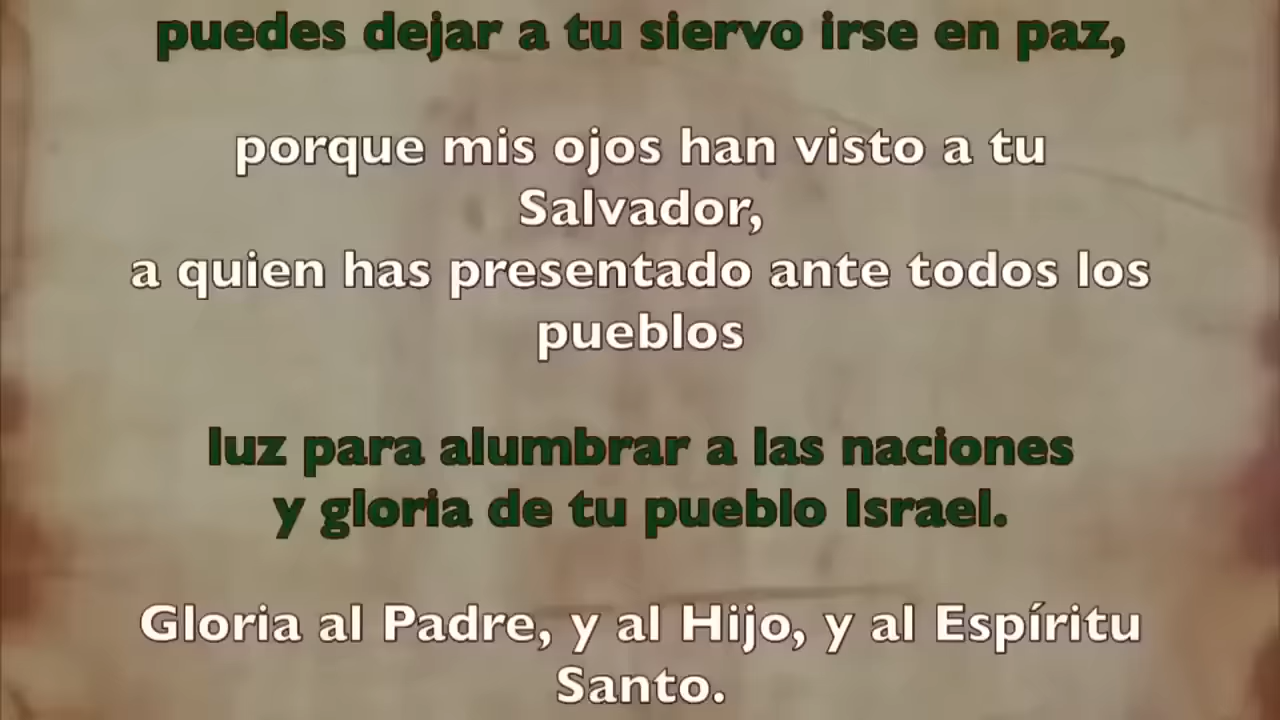 puedes dejar a tu siervo irse en paz,
porque mis ojos han visto a tu
Salvador,
a quien has presentado ante todos los
pueblos
luz para alumbrar a las naciones
y gloria de tu pueblo Israel.
Gloria al Padre, y al Hijo, y al Espíritu
Santo.